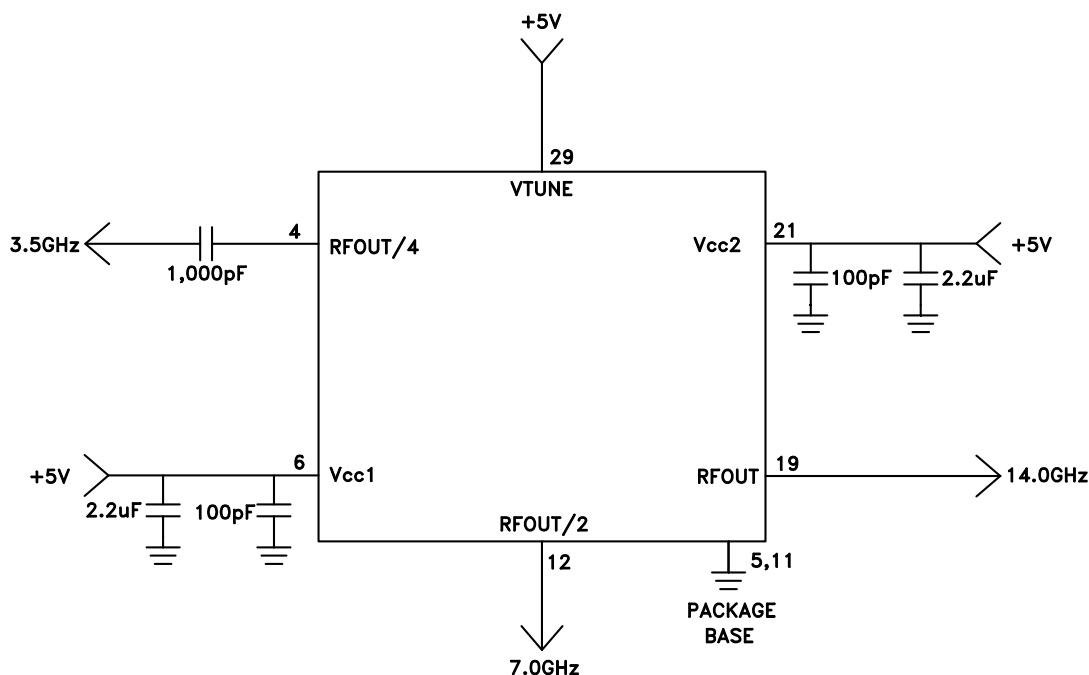 +5V
29
VTUNE
3.5GHz
1,000pF
4
RFOUT/4
Vcc2
21
+5V
100pF
2.2uF
+5V
6
Vcc1
2.2uF
100pF
RFOUT
19
14.0GHz
RFOUT/2
12
5,11
PACKAGE
BASE
7.0GHz